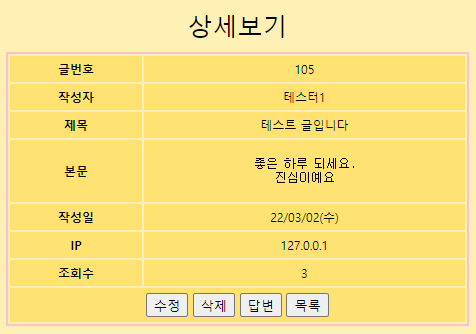 상세보기
글번호 105
작성자 테스터1
제목 테스트 글입니다
본문 좋은 하루 되세요.
진심이예요
작성일 22/03/02(수)
IP 127.0.0.1
조회수 3
수정 삭제 답변 목록